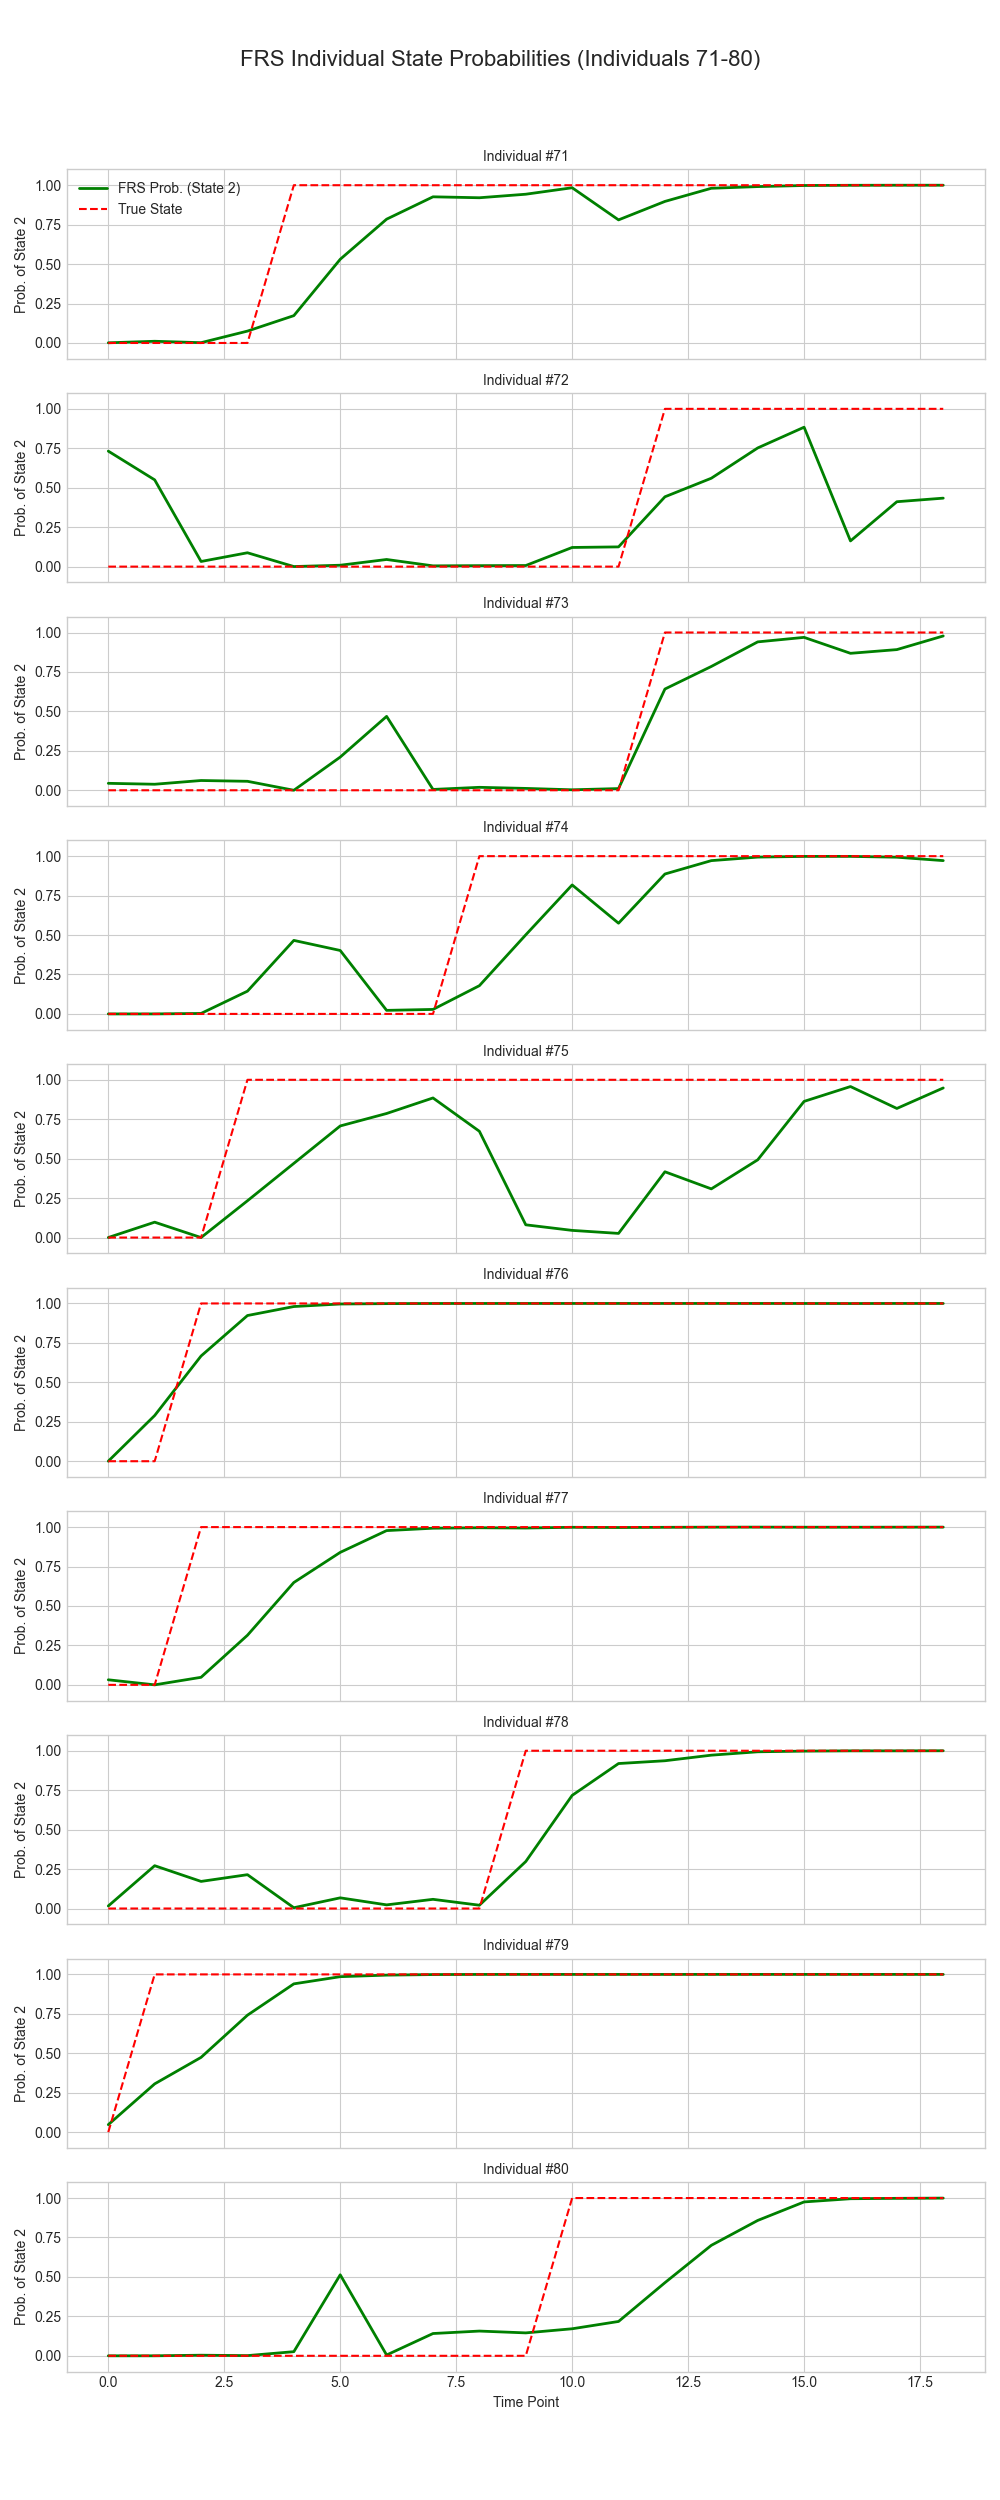 FRS Individual State Probabilities (Individuals 71-80)
Individual #71
FRS Prob. (State 2)
True State
Prob. of State 2
1.00
0.75
0.50
0.25
0.00
Individual #72
Prob. of State 2
1.00
0.75
0.50
0.25
0.00
Individual #73
Prob. of State 2
1.00
0.75
0.50
0.25
0.00
Individual #74
Prob. of State 2
1.00
0.75
0.50
0.25
0.00
Individual #75
Prob. of State 2
1.00
0.75
0.50
0.25
0.00
Individual #76
Prob. of State 2
1.00
0.75
0.50
0.25
0.00
Individual #77
Prob. of State 2
1.00
0.75
0.50
0.25
0.00
Individual #78
Prob. of State 2
1.00
0.75
0.50
0.25
0.00
Individual #79
Prob. of State 2
1.00
0.75
0.50
0.25
0.00
Individual #80
Prob. of State 2
1.00
0.75
0.50
0.25
0.00
0.0 2.5 5.0 7.5 10.0 12.5 15.0 17.5
Time Point